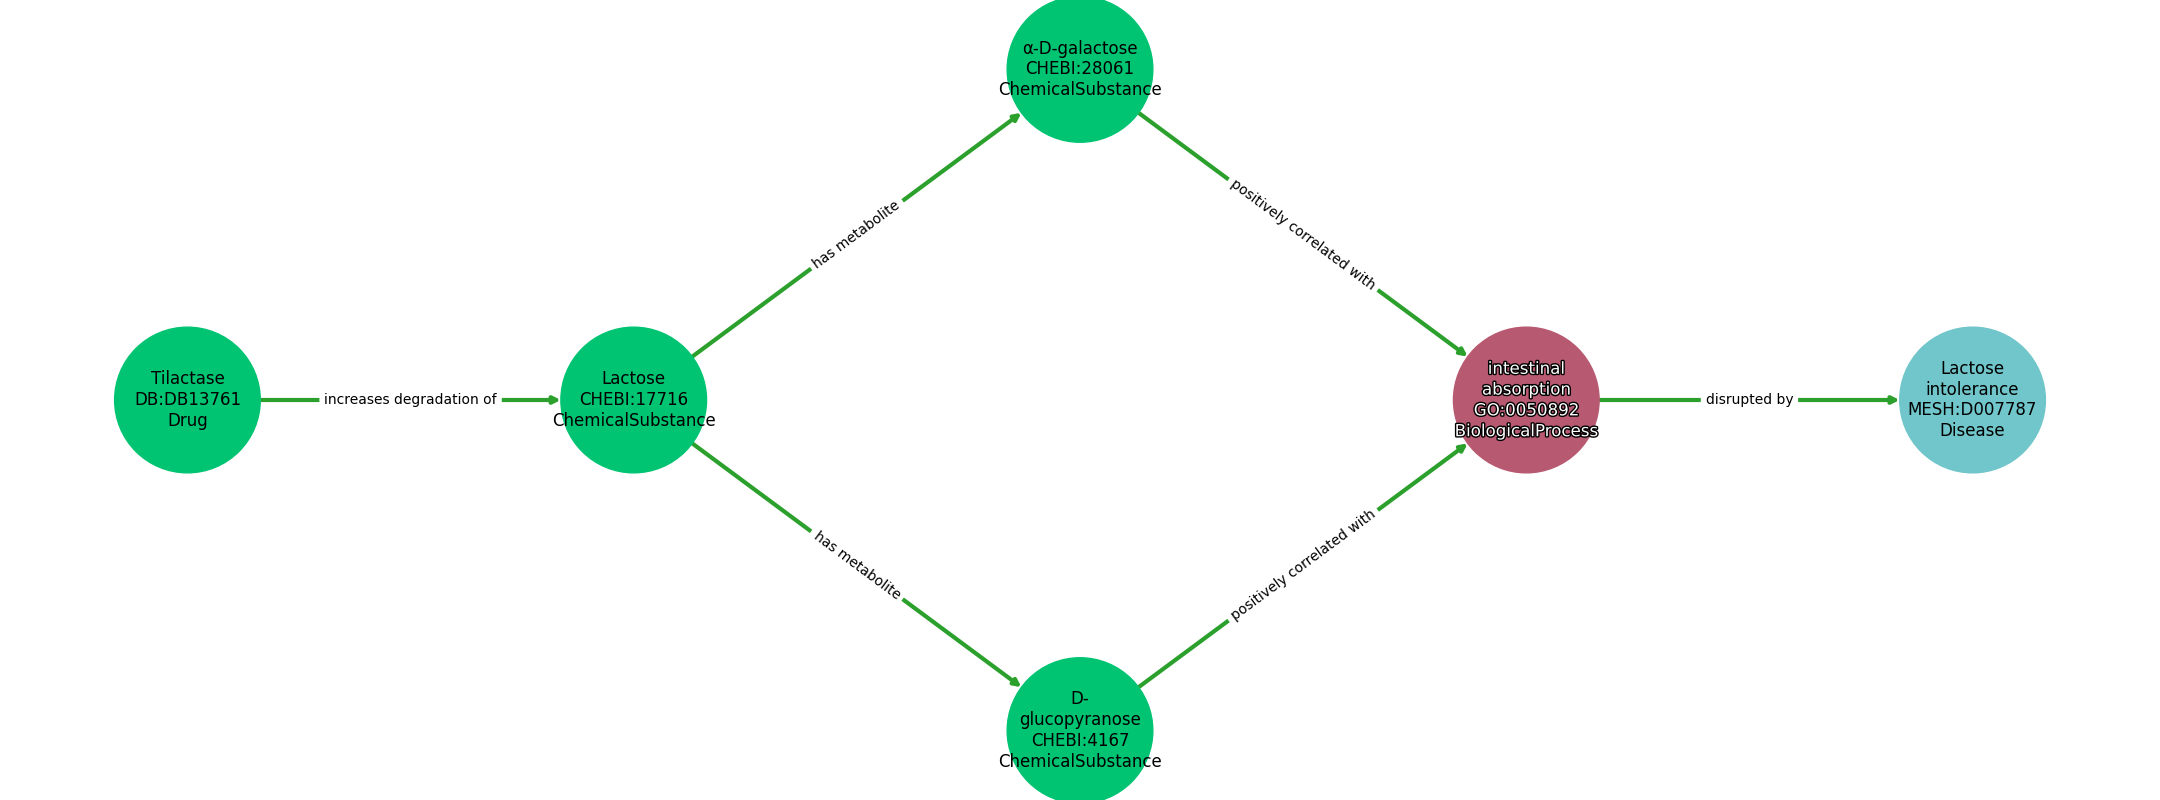 α-D-galactose
CHEBI:28061
ChemicalSubstance
has metabolite
positively correlated with
Tilactase
DB:DB13761
Drug
increases degradation of
Lactose
CHEBI:17716
ChemicalSubstance
intestinal
absorption
GO:0050892
BiologicalProcess
disrupted by
Lactose
intolerance
MESH:D007787
Disease
has metabolite
positively correlated with
D-
glucopyranose
CHEBI:4167
ChemicalSubstance